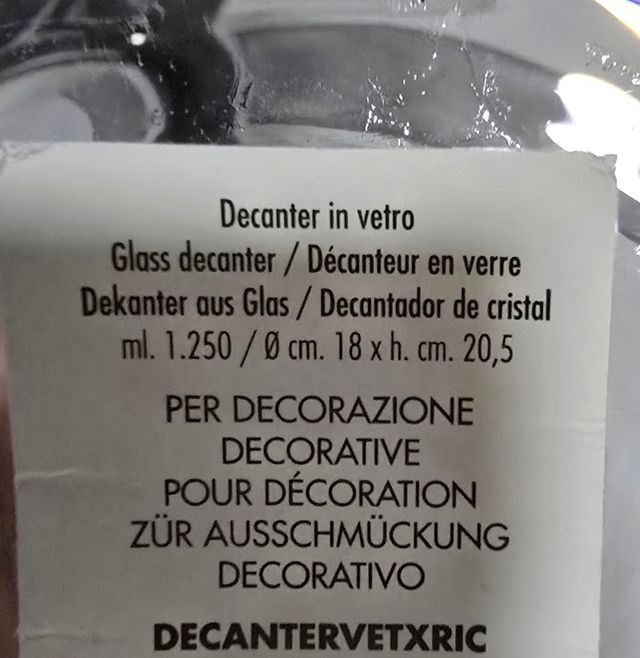 Decanter in vetro
Glass decanter / Décanteur en verre
Dekanter aus Glas / Decantador de cristal
ml. 1.250 / Ø cm. 18 x h. cm. 20,5
PER DECORAZIONE
DECORATIVE
POUR DÉCORATION
ZÜR AUSSCHMÜCKUNG
DECORATIVO
DECANTERVETXRIC